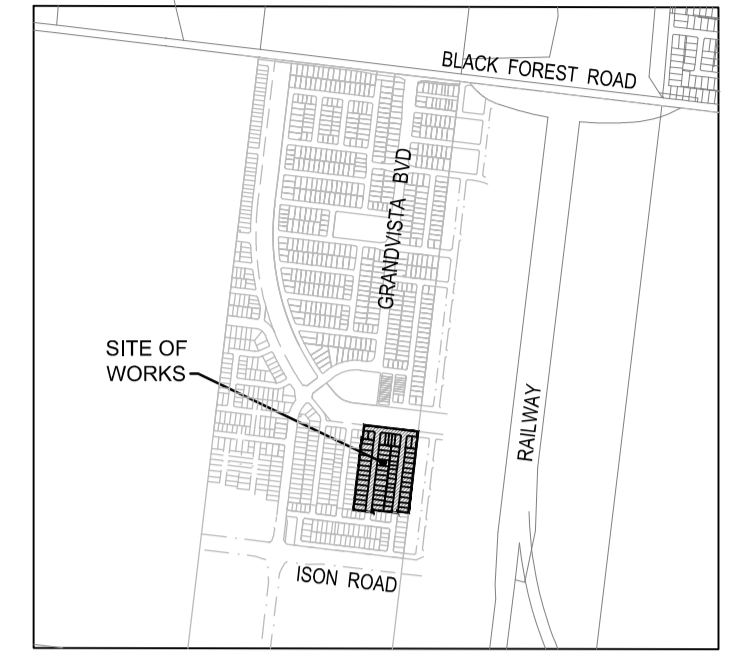 BLACK FOREST ROAD
GRANDVISTA BVD
SITE OF
WORKS
RAILWAY
ISON ROAD